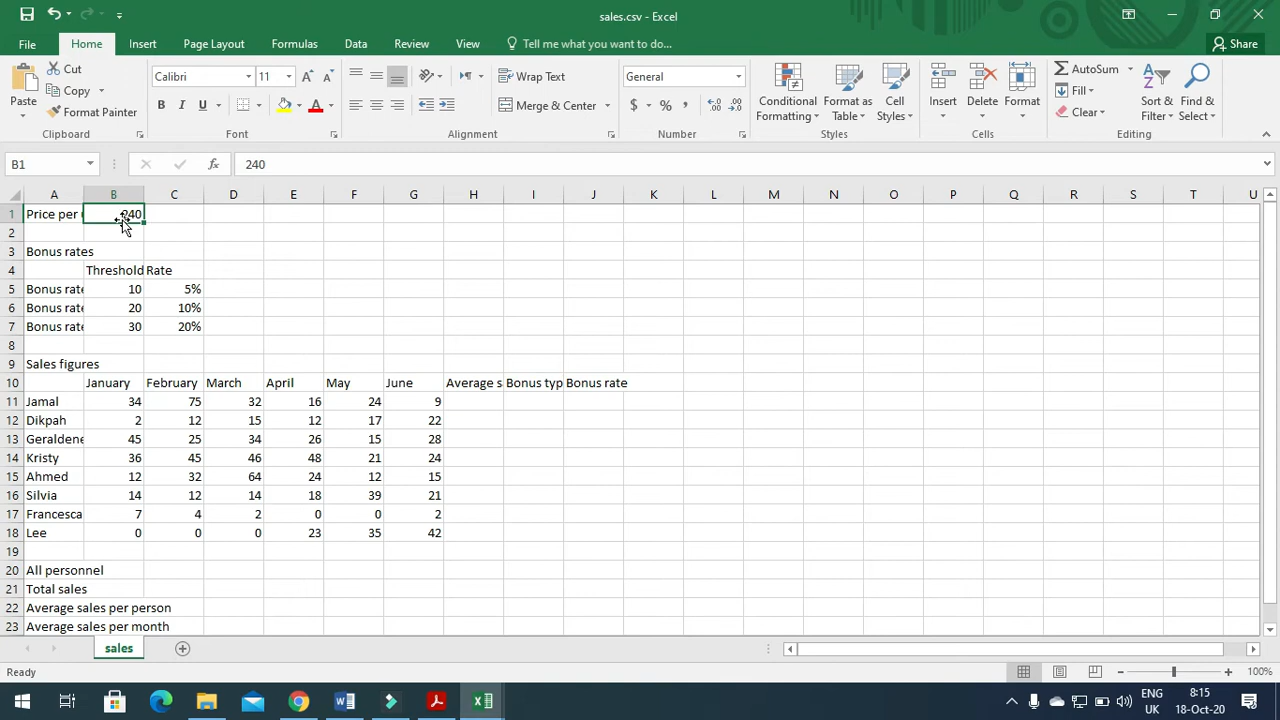 sales.csv - Excel
File Home Insert Page Layout Formulas Data Review View Tell me what you want to do... Share
Cut
Copy
Format Painter
Paste
Clipboard
Calibri 11
B I U
Font
Wrap Text
Merge & Center
Alignment
General
$ % ,
Number
Conditional Formatting
Format as Table
Cell Styles
Styles
Insert Delete Format
Cells
AutoSum
Fill
Clear
Sort & Filter
Find & Select
Editing
B1 fx 240
A B C D E F G H I J K L M N O P Q R S T U
1 Price per 240
2
3 Bonus rates
4 Threshold Rate
5 Bonus rate 10 5%
6 Bonus rate 20 10%
7 Bonus rate 30 20%
8
9 Sales figures
10 January February March April May June Average s Bonus typ Bonus rate
11 Jamal 34 75 32 16 24 9
12 Dikpah 2 12 15 12 17 22
13 Geraldene 45 25 34 26 15 28
14 Kristy 36 45 46 48 21 24
15 Ahmed 12 32 64 24 12 15
16 Silvia 14 12 14 18 39 21
17 Francesca 7 4 2 0 0 2
18 Lee 0 0 0 23 35 42
19
20 All personnel
21 Total sales
22 Average sales per person
23 Average sales per month
sales
Ready 100%
ENG UK
8:15
18-Oct-20